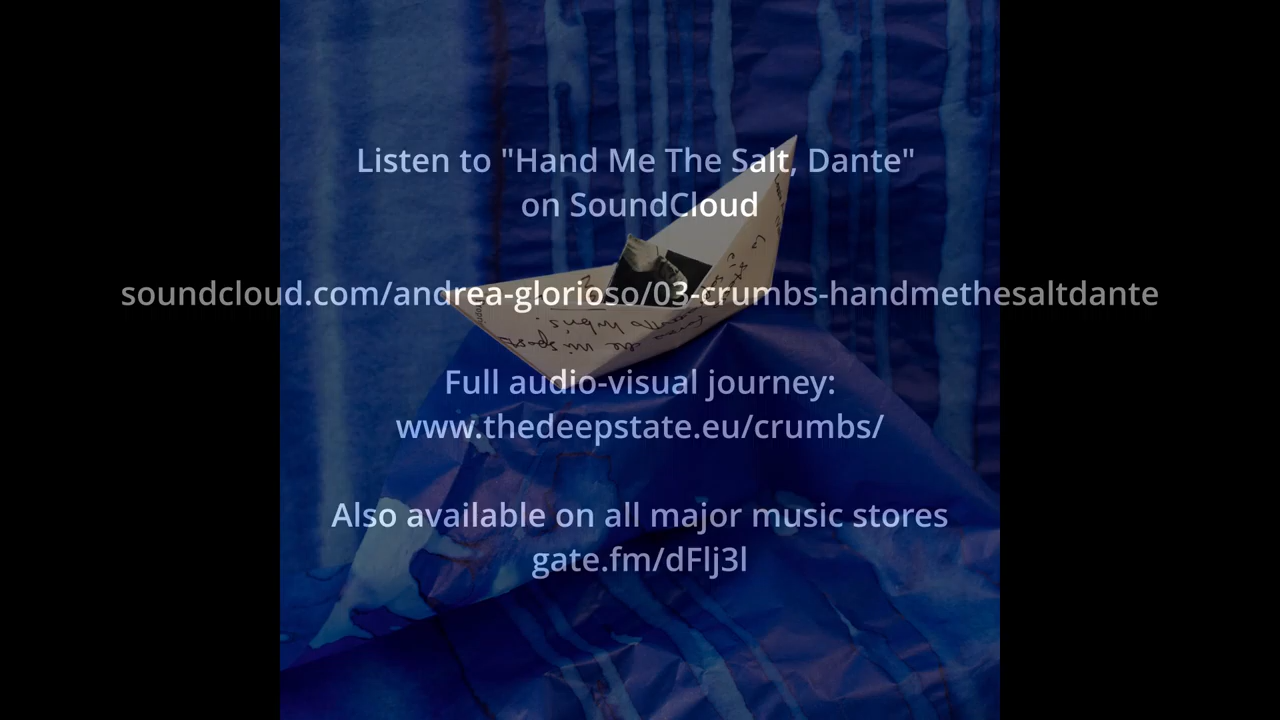 Listen to "Hand Me The Salt, Dante"
on SoundCloud
soundcloud.com/andrea-glorioso/03-crumbs-handmethesaltdante
Full audio-visual journey:
www.thedeepstate.eu/crumbs/
Also available on all major music stores
gate.fm/dFlj3l